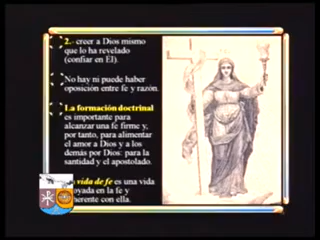 2.- creer a Dios mismo
que lo ha revelado
(confiar en Él).
No hay ni puede haber
oposición entre fe y razón.
La formación doctrinal
es importante para
alcanzar una fe firme y,
por tanto, para alimentar
el amor a Dios y a los
demás por Dios: para la
santidad y el apostolado.
vida de fe es una vida
en la fe y
con ella.